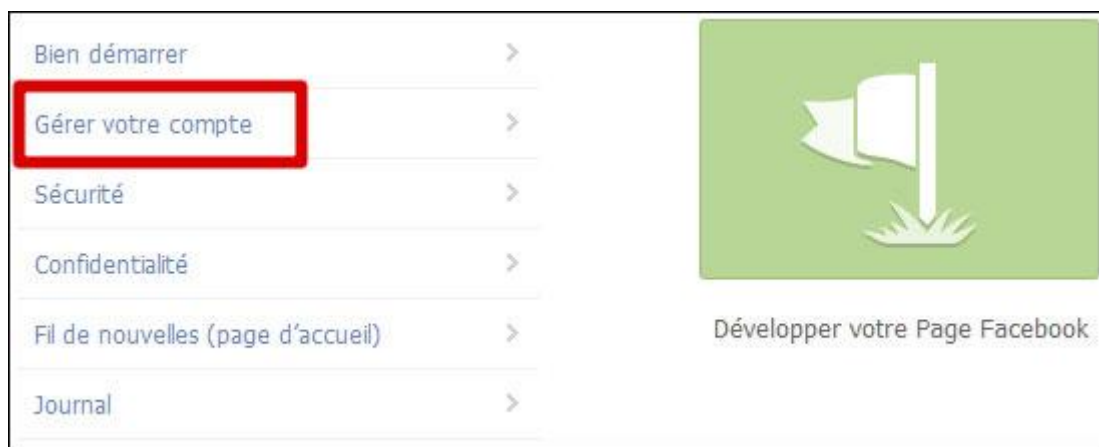 Bien démarrer
Gérer votre compte
Sécurité
Confidentialité
Fil de nouvelles (page d’accueil)
Journal
Développer votre Page Facebook